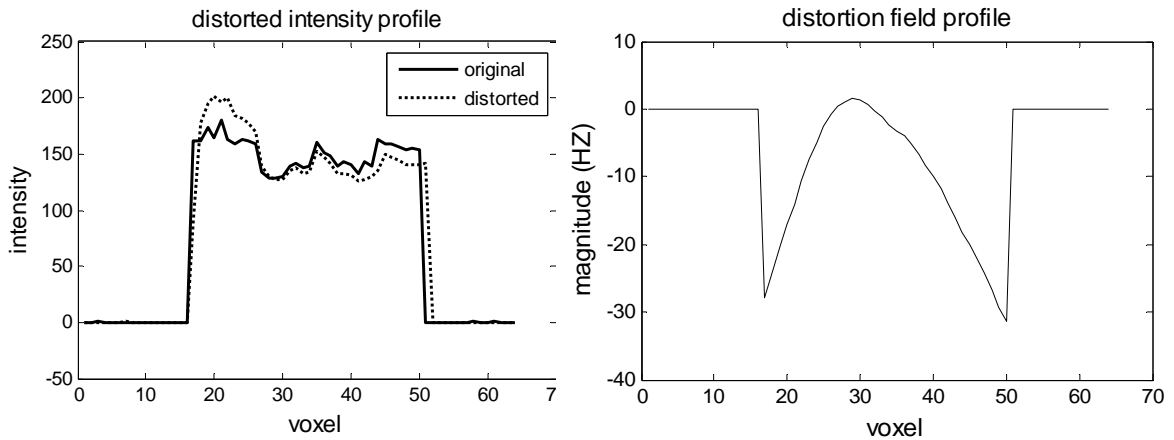 distorted intensity profile
250
200
150
100
50
0
-50
intensity
original
distorted
0 10 20 30 40 50 60 7
voxel
distortion field profile
10
0
-10
-20
-30
-40
magnitude (HZ)
0 10 20 30 40 50 60 70
voxel